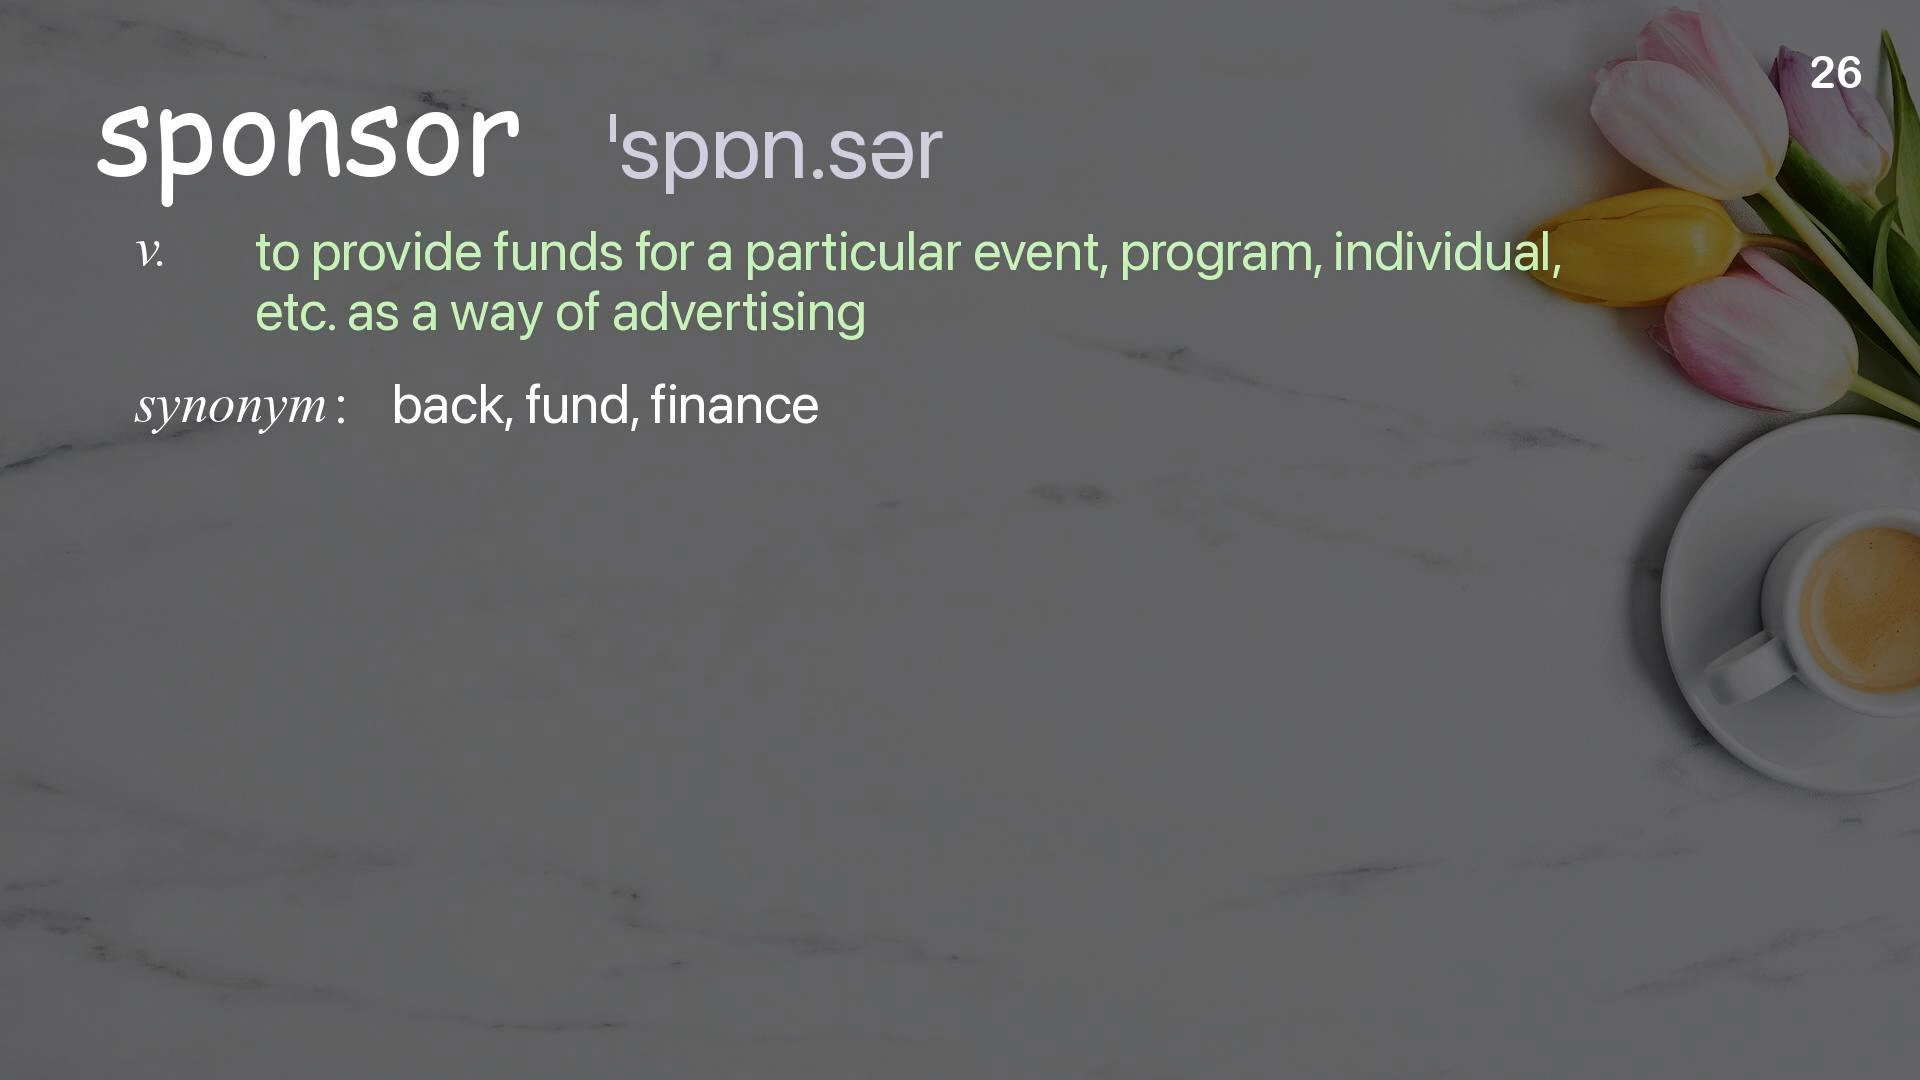 26
sponsor ˈspɒn.sər
v. to provide funds for a particular event, program, individual,
etc. as a way of advertising
synonym : back, fund, finance